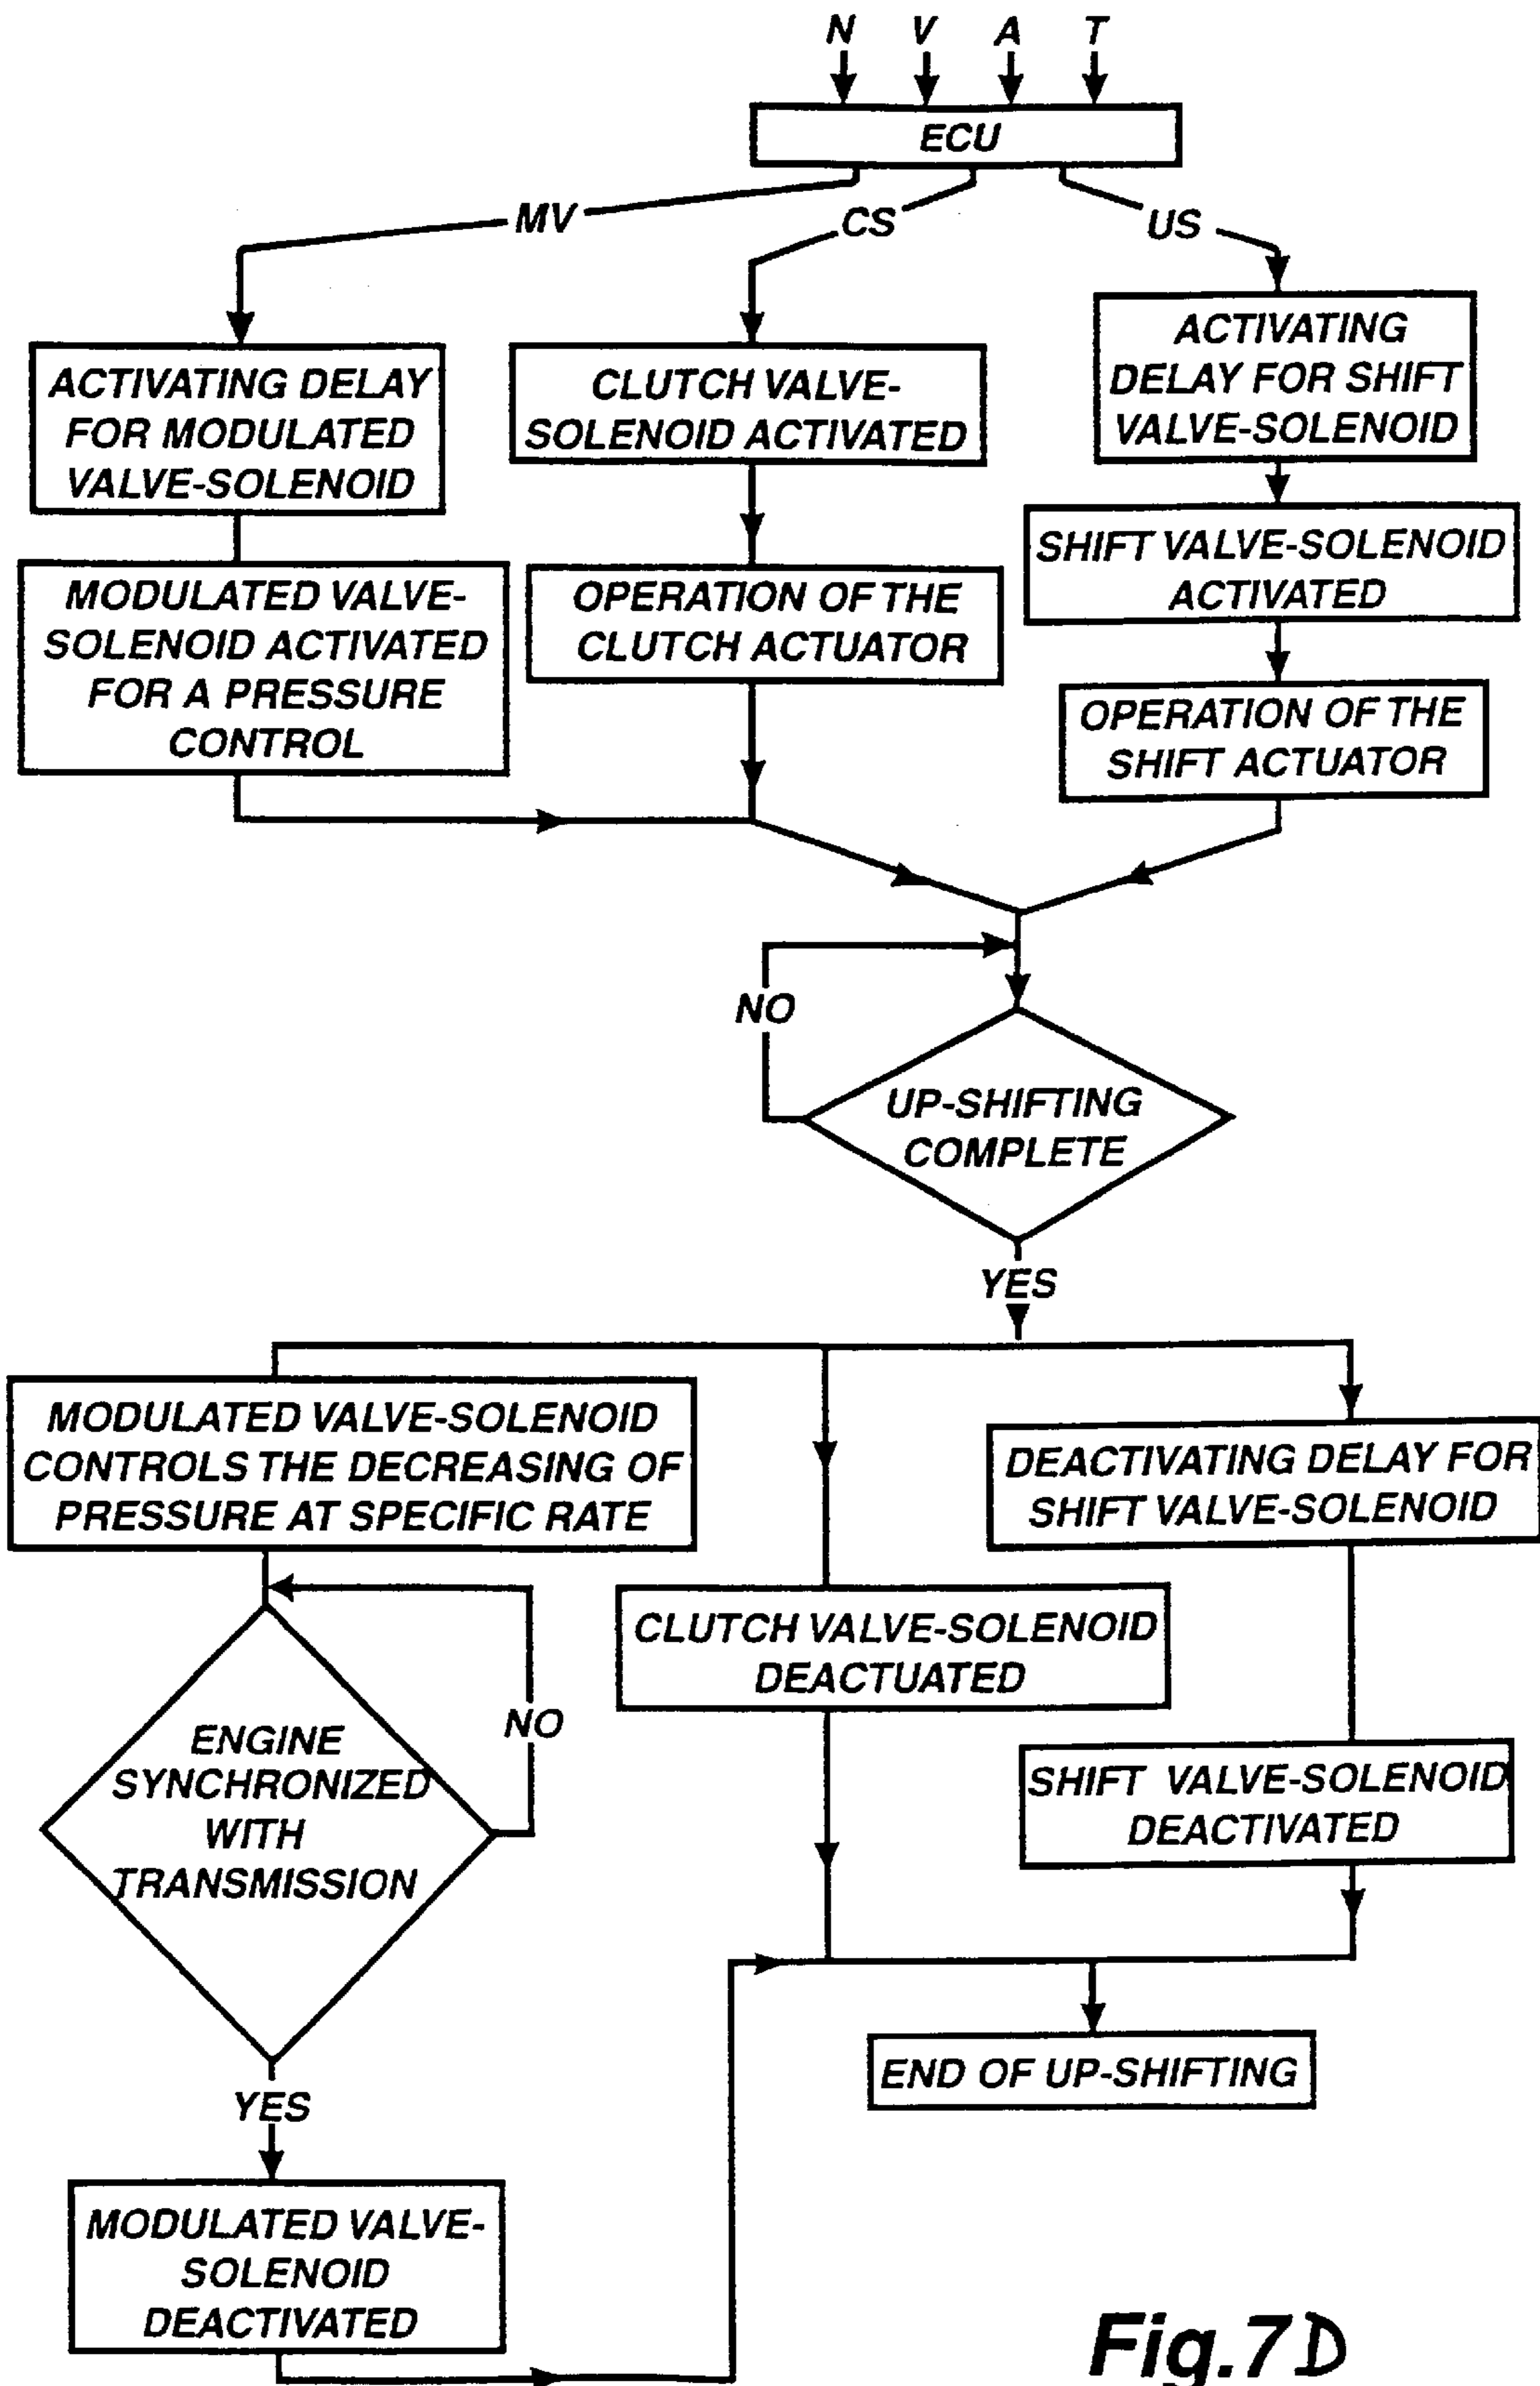 N V A T
ECU
MV
CS
US
ACTIVATING DELAY
FOR MODULATED
VALVE-SOLENOID
CLUTCH VALVE-
SOLENOID ACTIVATED
ACTIVATING
DELAY FOR SHIFT
VALVE-SOLENOID
MODULATED VALVE-
SOLENOID ACTIVATED
FOR A PRESSURE
CONTROL
OPERATION OF THE
CLUTCH ACTUATOR
SHIFT VALVE-SOLENOID
ACTIVATED
OPERATION OF THE
SHIFT ACTUATOR
NO
UP-SHIFTING
COMPLETE
YES
MODULATED VALVE-SOLENOID
CONTROLS THE DECREASING OF
PRESSURE AT SPECIFIC RATE
DEACTIVATING DELAY FOR
SHIFT VALVE-SOLENOID
CLUTCH VALVE-SOLENOID
DEACTUATED
NO
ENGINE
SYNCHRONIZED
WITH
TRANSMISSION
SHIFT VALVE-SOLENOID
DEACTIVATED
END OF UP-SHIFTING
YES
MODULATED VALVE-
SOLENOID
DEACTIVATED
Fig.7D